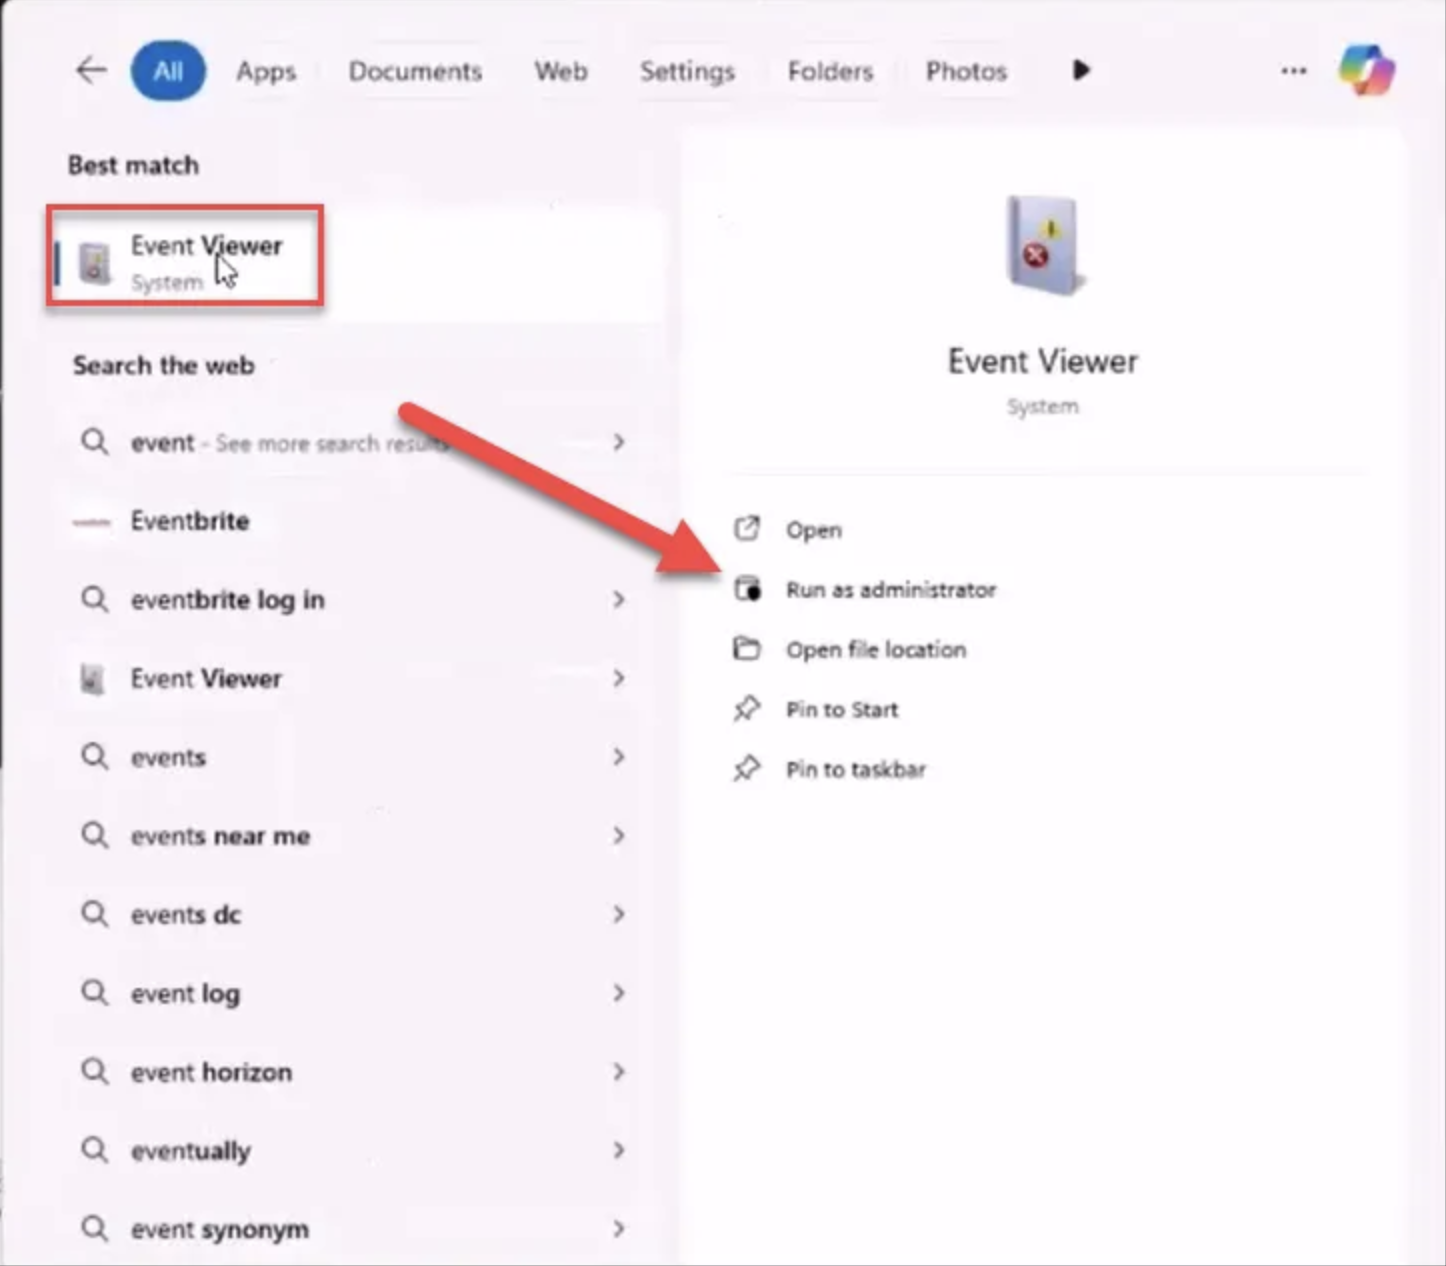 All
Apps
Documents
Web
Settings
Folders
Photos
Best match
Event Viewer
System
Search the web
event - See more search results
Eventbrite
eventbrite log in
Event Viewer
events
events near me
events dc
event log
event horizon
eventually
event synonym
Event Viewer
System
Open
Run as administrator
Open file location
Pin to Start
Pin to taskbar